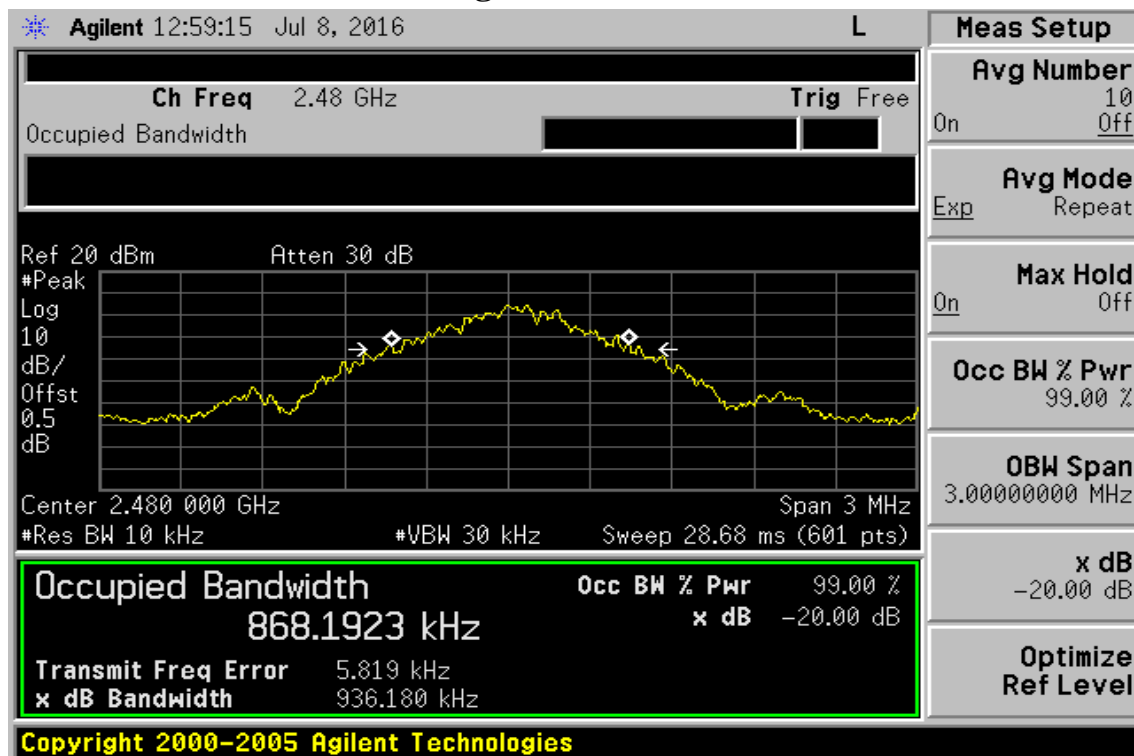 Agilent 12:59:15 Jul 8, 2016 L
Ch Freq 2.48 GHz Trig Free
Occupied Bandwidth
Ref 20 dBm Atten 30 dB
#Peak
Log
10
dB/
Offst
0.5
dB
Center 2.480 000 GHz Span 3 MHz
#Res BW 10 kHz #VBW 30 kHz Sweep 28.68 ms (601 pts)
Occupied Bandwidth Occ BW % Pwr 99.00 %
868.1923 kHz x dB -20.00 dB
Transmit Freq Error 5.819 kHz
x dB Bandwidth 936.180 kHz
Copyright 2000-2005 Agilent Technologies
Meas Setup
Avg Number
10
On Off
Avg Mode
Exp Repeat
Max Hold
On Off
Occ BW % Pwr
99.00 %
OBW Span
3.00000000 MHz
x dB
-20.00 dB
Optimize
Ref Level